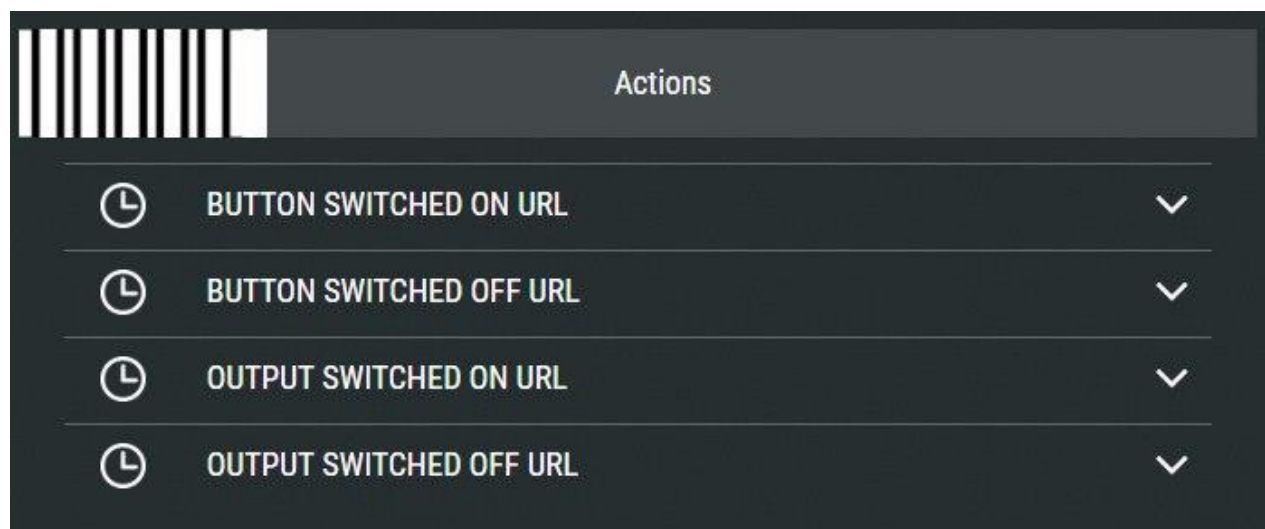 Actions
BUTTON SWITCHED ON URL
BUTTON SWITCHED OFF URL
OUTPUT SWITCHED ON URL
OUTPUT SWITCHED OFF URL